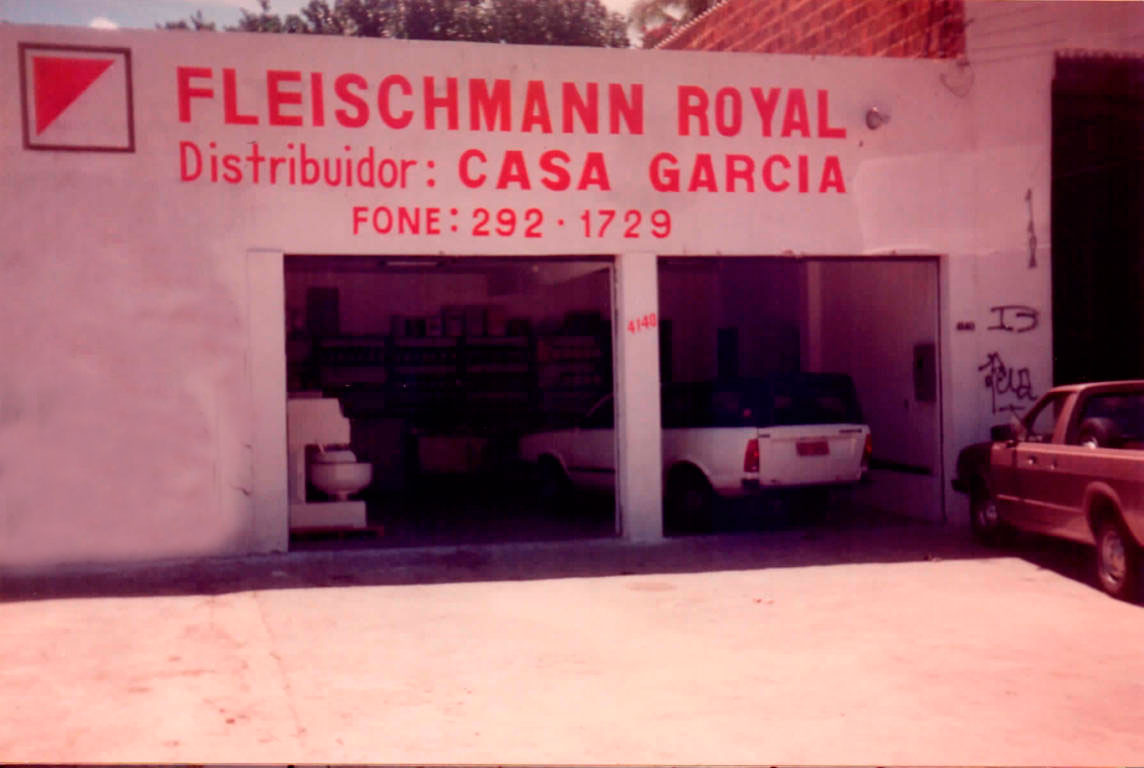 FLEISCHMANN ROYAL
Distribuidor: CASA GARCIA
FONE: 292 · 1729
4140